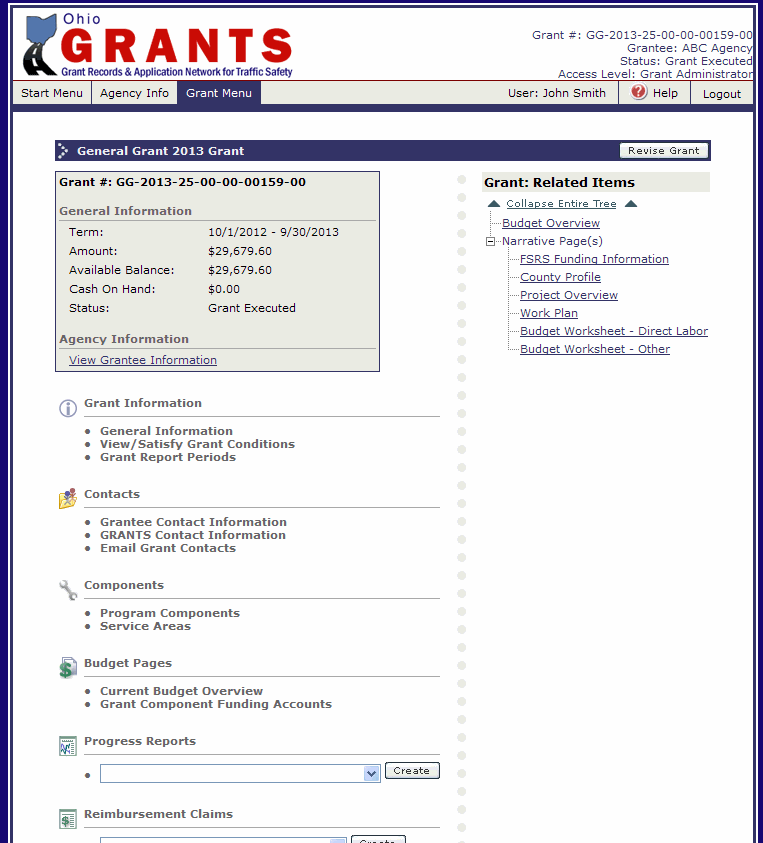 Ohio
GRANTS
Grant Records & Application Network for Traffic Safety
Grant #: GG-2013-25-00-00-00159-00
Grantee: ABC Agency
Status: Grant Executed
Access Level: Grant Administrator
Start Menu Agency Info Grant Menu User: John Smith ? Help Logout
General Grant 2013 Grant Revise Grant
Grant #: GG-2013-25-00-00-00159-00
General Information
Term: 10/1/2012 - 9/30/2013
Amount: $29,679.60
Available Balance: $29,679.60
Cash On Hand: $0.00
Status: Grant Executed
Agency Information
View Grantee Information
Grant: Related Items
Collapse Entire Tree
Budget Overview
Narrative Page(s)
FSRS Funding Information
County Profile
Project Overview
Work Plan
Budget Worksheet - Direct Labor
Budget Worksheet - Other
Grant Information
General Information
View/Satisfy Grant Conditions
Grant Report Periods
Contacts
Grantee Contact Information
GRANTS Contact Information
Email Grant Contacts
Components
Program Components
Service Areas
Budget Pages
Current Budget Overview
Grant Component Funding Accounts
Progress Reports
Create
Reimbursement Claims
Create